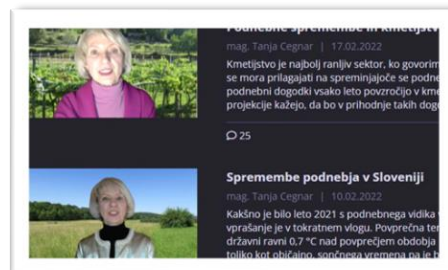 Podnebne spremembe in kmetijstvo
mag. Tanja Cegnar | 17.02.2022
Kmetijstvo je najbolj ranljiv sektor, ko govorim
se mora prilagajati na spreminjajoče se podne
podnebni dogodki vsako leto povzročijo v kme
projekcije kažejo, da bo v prihodnje takih dogo
25
Spremembe podnebja v Sloveniji
mag. Tanja Cegnar | 10.02.2022
Kakšno je bilo leto 2021 s podnebnega vidika
vprašanje je v tokratnem vlogu. Povprečna ter
državni ravni 0,7 °C nad povprečjem obdobja
toliko kot običajno, sončnega vremena pa je b